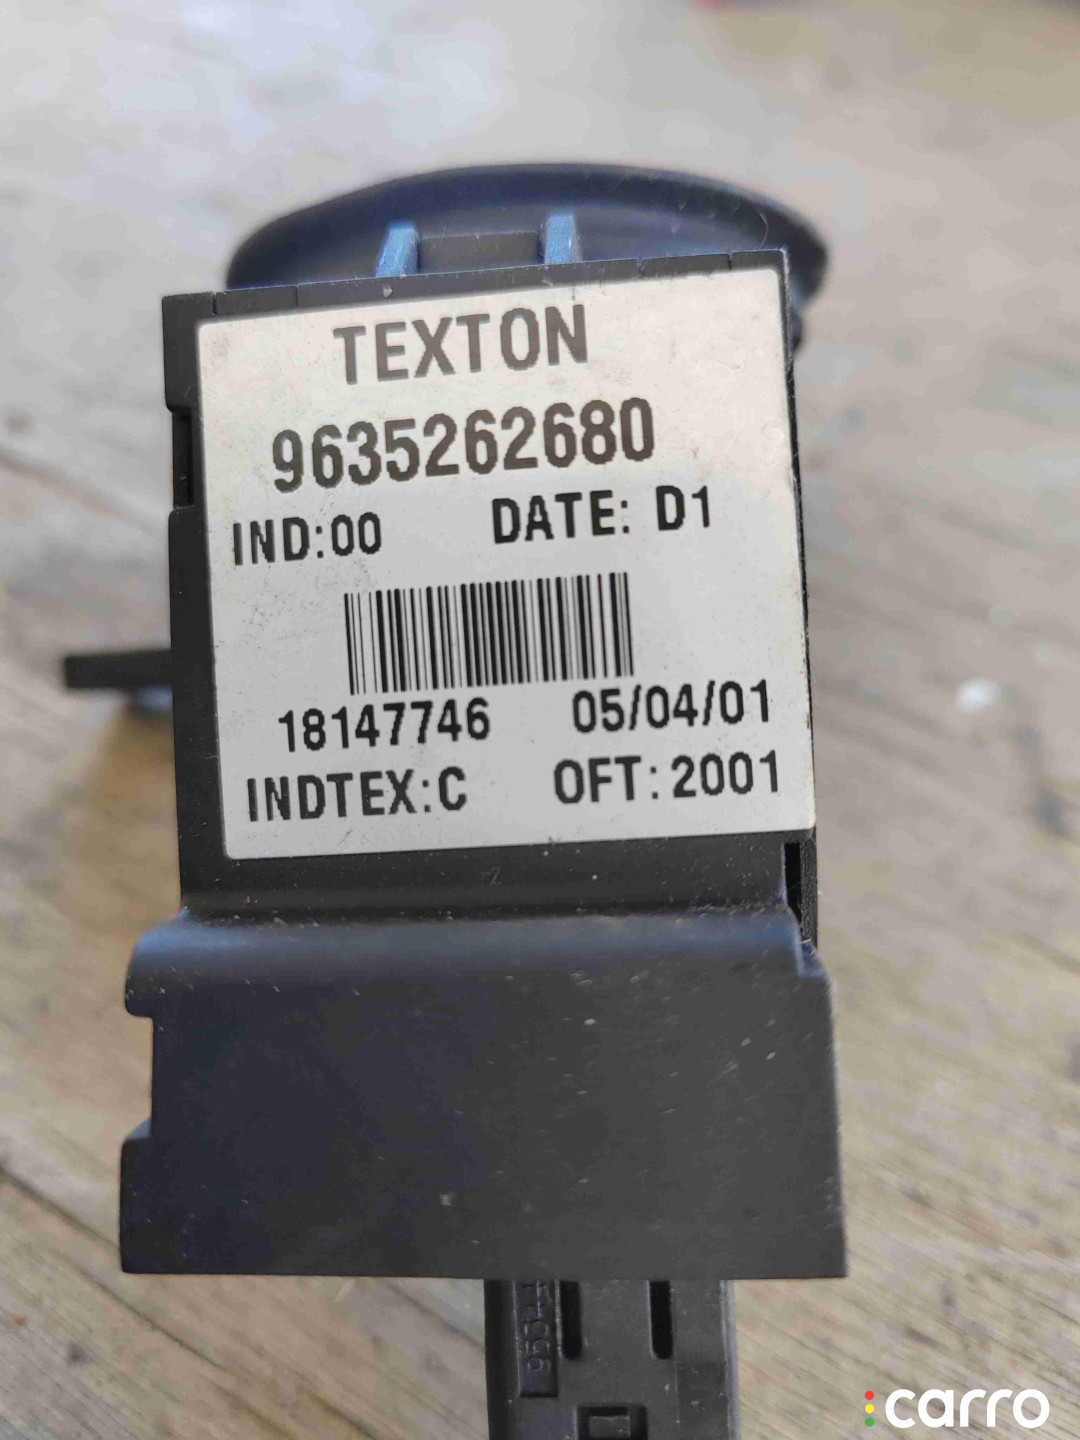 TEXTON
9635262680
IND:00 DATE: D1
18147746 05/04/01
INDTEX:C OFT:2001
carro